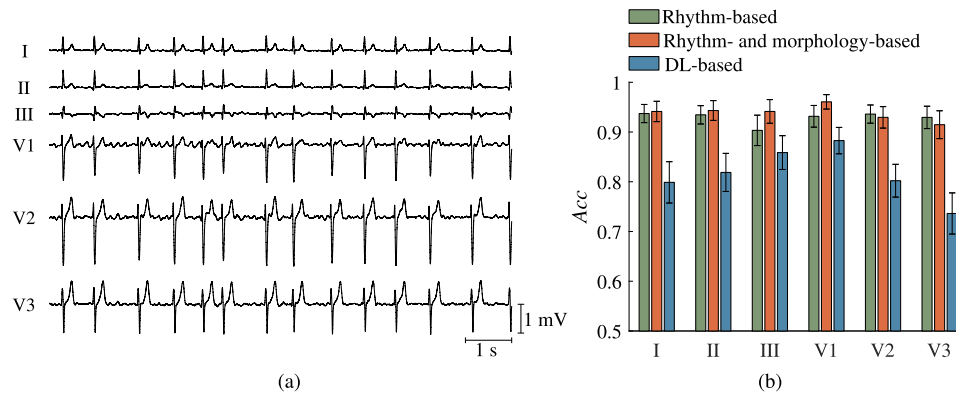 I
II
III
V1
V2
V3
1 mV
1 s
(a)
Rhythm-based
Rhythm- and morphology-based
DL-based
1
0.9
0.8
0.7
0.6
0.5
Acc
I II III V1 V2 V3
(b)